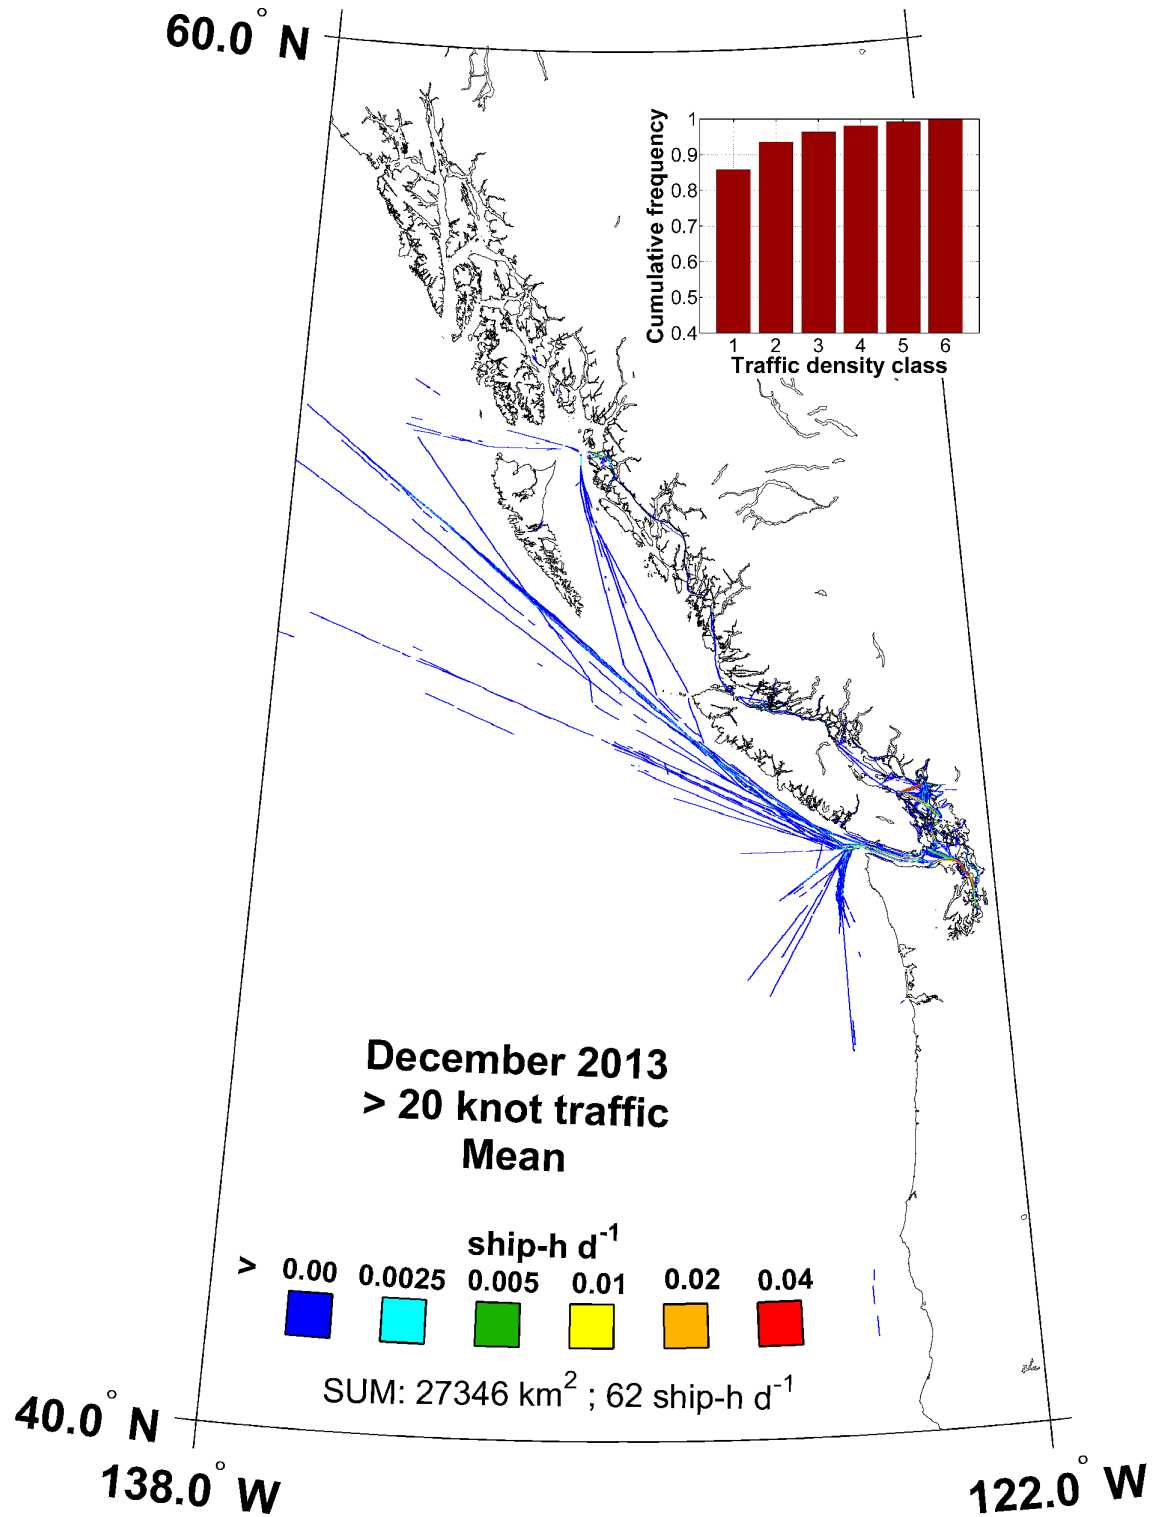 60.0° N
Cumulative frequency
1
0.9
0.8
0.7
0.6
0.5
0.4
1 2 3 4 5 6
Traffic density class
December 2013
> 20 knot traffic
Mean
ship-h d⁻¹
> 0.00 0.0025 0.005 0.01 0.02 0.04
SUM: 27346 km² ; 62 ship-h d⁻¹
40.0° N
138.0° W
122.0° W